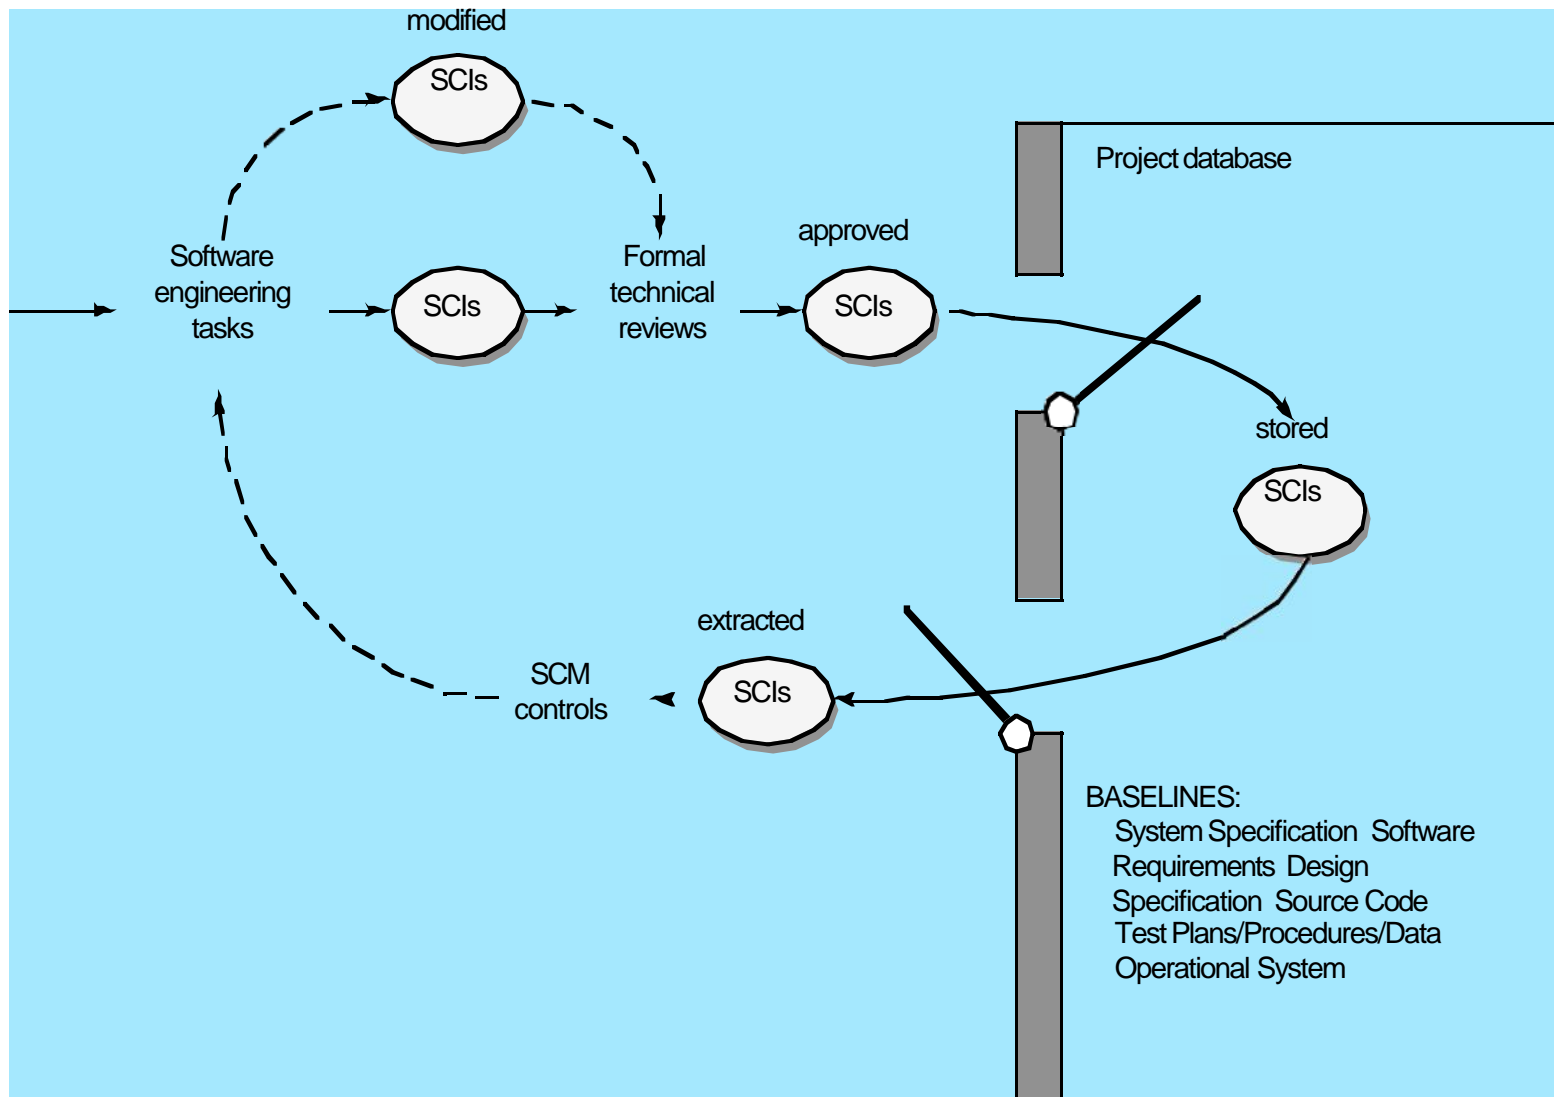 modified
SCIs
Project database
Software
engineering
tasks
SCIs
Formal
technical
reviews
approved
SCIs
stored
SCIs
extracted
SCIs
SCM
controls
BASELINES:
System Specification Software
Requirements Design
Specification Source Code
Test Plans/Procedures/Data
Operational System